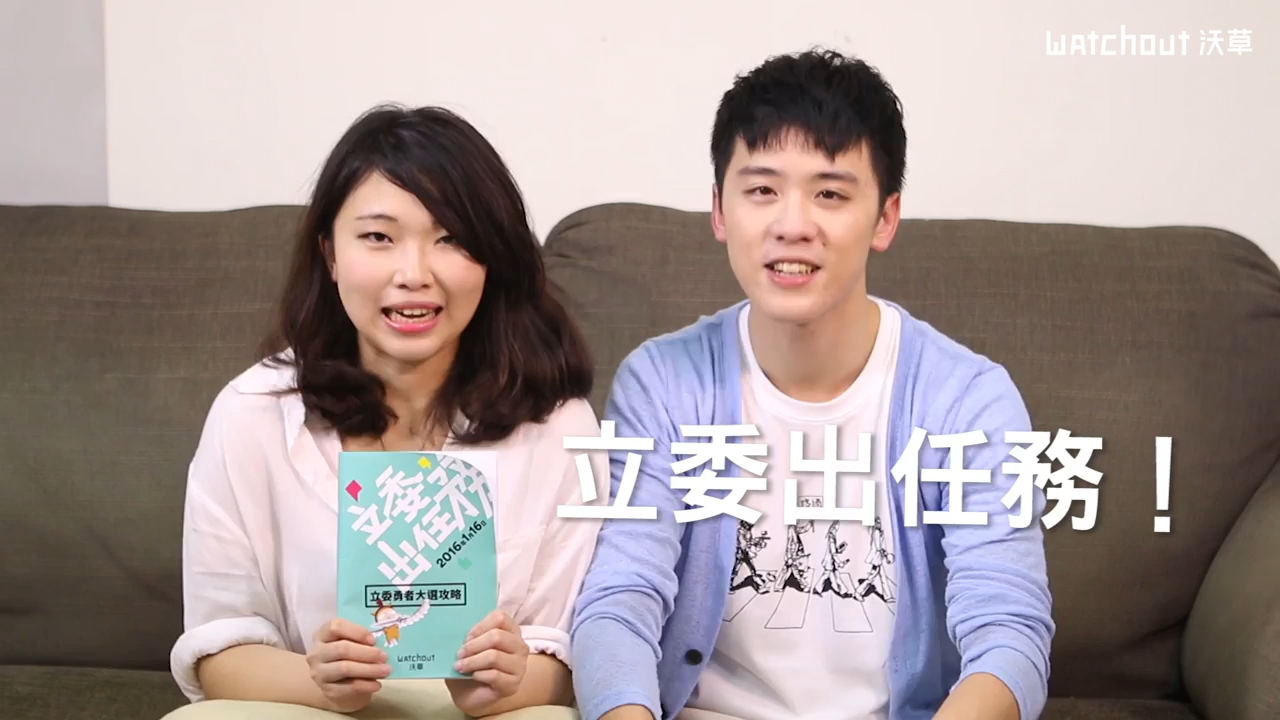 watchout 沃草
立委出任務！
立委
出任務
2016年1月16日
立委勇者大選攻略
watchout
沃草